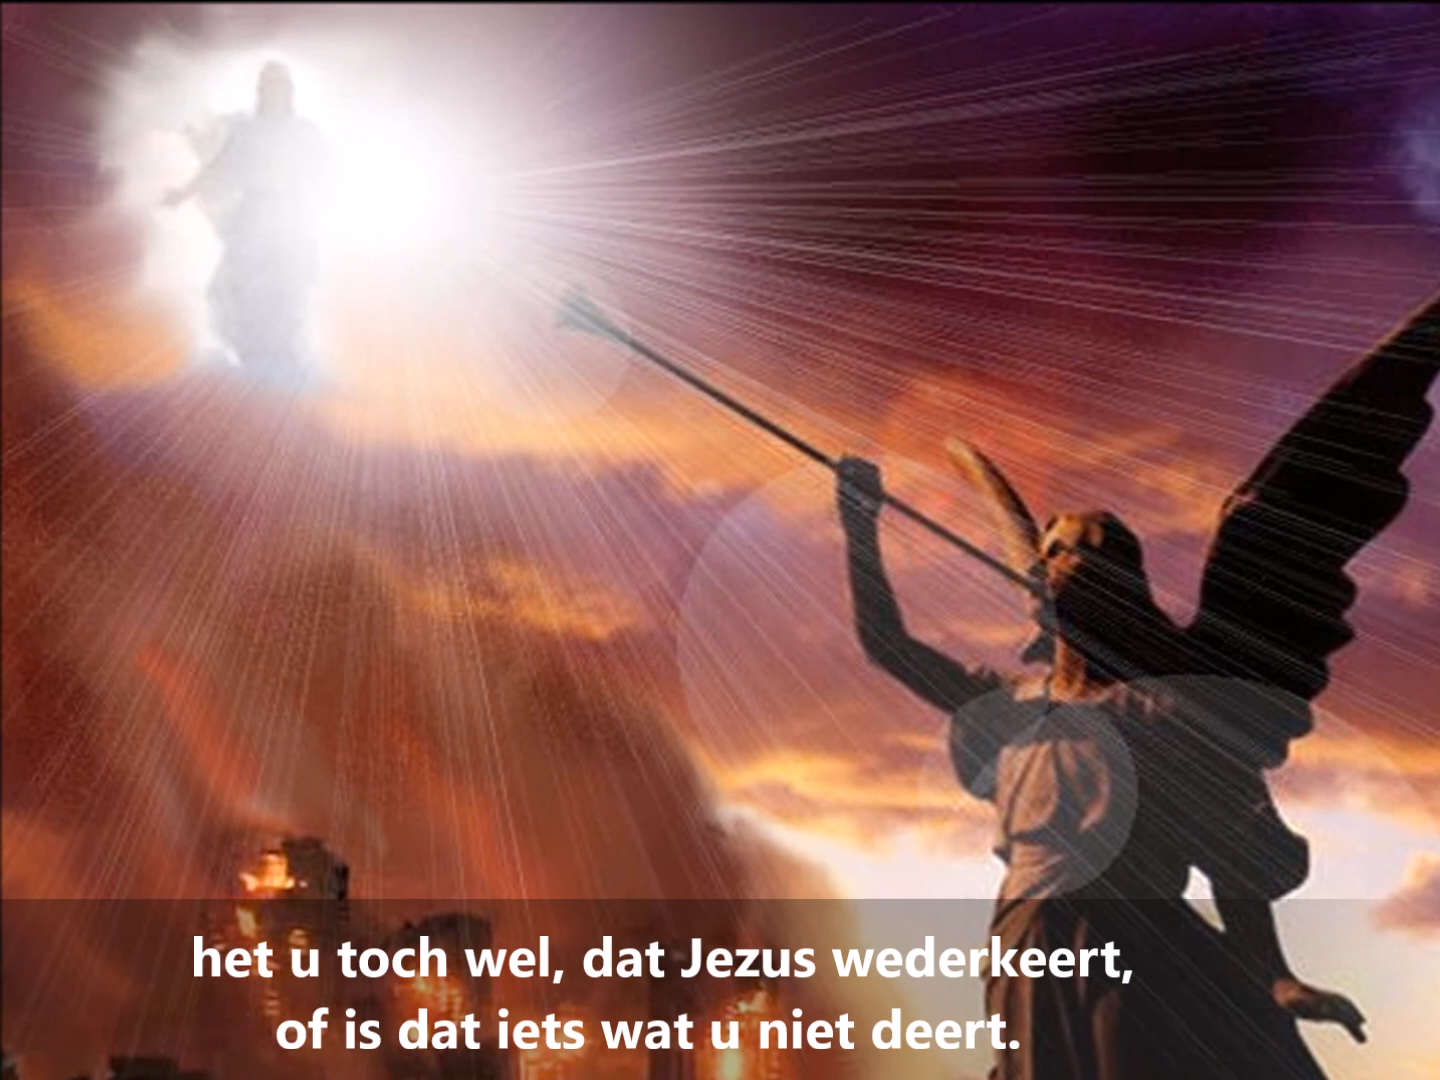 het u toch wel, dat Jezus wederkeert,
of is dat iets wat u niet deert.